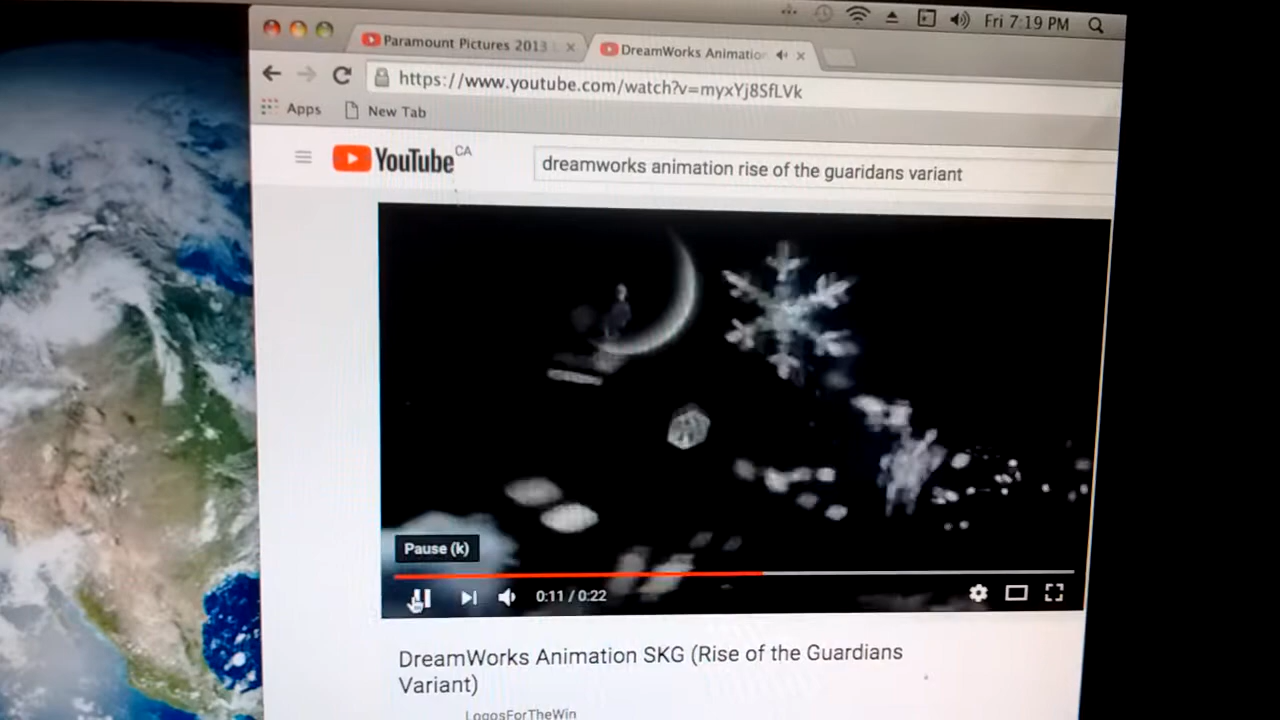 Fri 7:19 PM
Paramount Pictures 2013
DreamWorks Animation
https://www.youtube.com/watch?v=myxYj8SfLVk
Apps
New Tab
YouTube CA
dreamworks animation rise of the guaridans variant
Pause (k)
0:11 / 0:22
DreamWorks Animation SKG (Rise of the Guardians
Variant)
LogosForTheWin